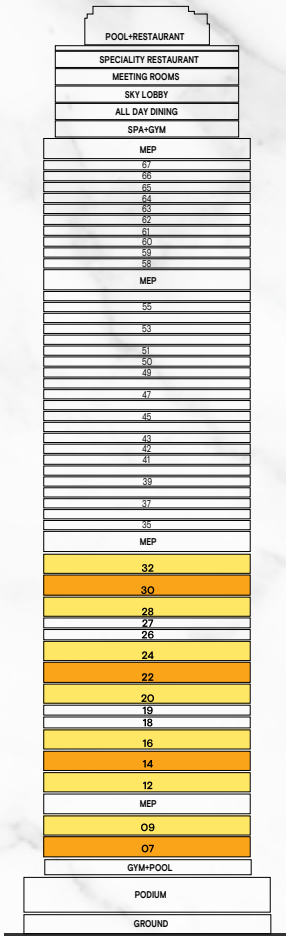 POOL+RESTAURANT
SPECIALITY RESTAURANT
MEETING ROOMS
SKY LOBBY
ALL DAY DINING
SPA+GYM
MEP
67
66
65
64
63
62
61
60
59
58
MEP
55
53
51
50
49
47
45
43
42
41
39
37
35
MEP
32
30
28
27
26
24
22
20
19
18
16
14
12
MEP
09
07
GYM+POOL
PODIUM
GROUND